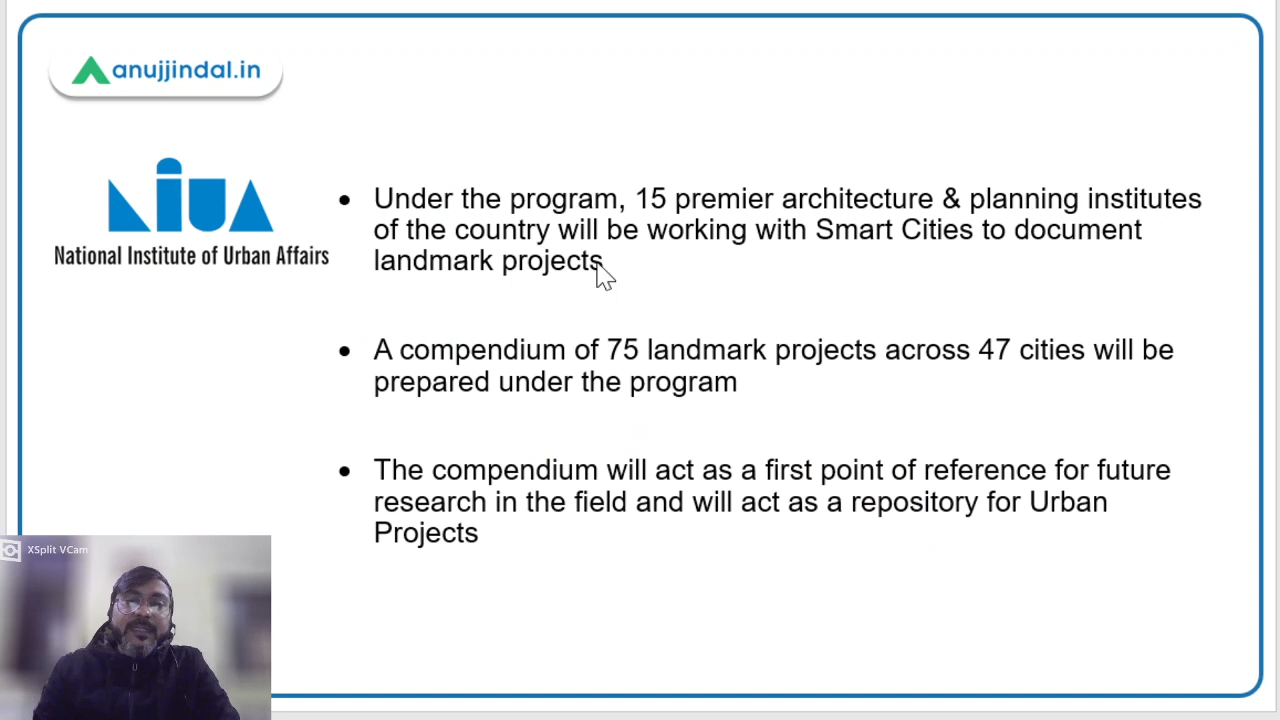 anujjindal.in
NIUA
National Institute of Urban Affairs
• Under the program, 15 premier architecture & planning institutes
of the country will be working with Smart Cities to document
landmark projects
• A compendium of 75 landmark projects across 47 cities will be
prepared under the program
• The compendium will act as a first point of reference for future
research in the field and will act as a repository for Urban
Projects
XSplit VCam